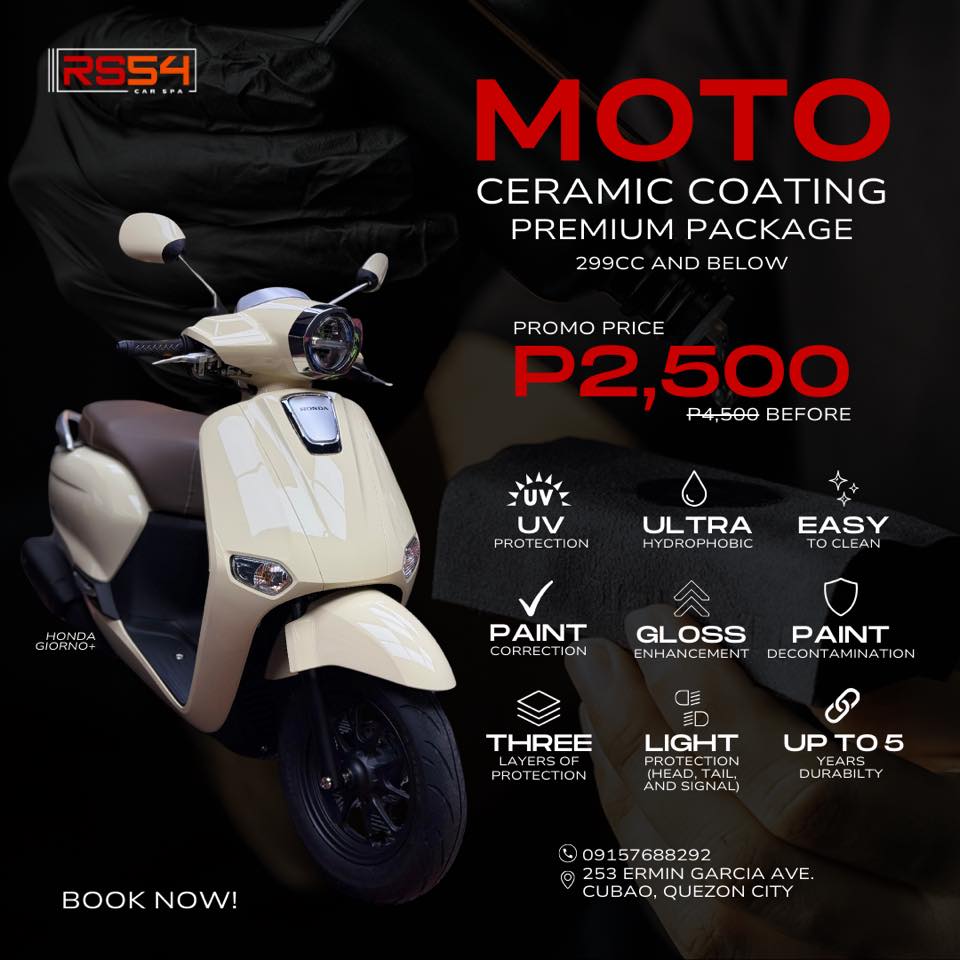 RS54
CAR SPA
MOTO
CERAMIC COATING
PREMIUM PACKAGE
299CC AND BELOW
PROMO PRICE
P2,500
P4,500 BEFORE
HONDA
HONDA
GIORNO+
UV
UV
PROTECTION
ULTRA
HYDROPHOBIC
EASY
TO CLEAN
PAINT
CORRECTION
GLOSS
ENHANCEMENT
PAINT
DECONTAMINATION
THREE
LAYERS OF
PROTECTION
LIGHT
PROTECTION
(HEAD, TAIL,
AND SIGNAL)
UP TO 5
YEARS
DURABILTY
09157688292
253 ERMIN GARCIA AVE.
CUBAO, QUEZON CITY
BOOK NOW!